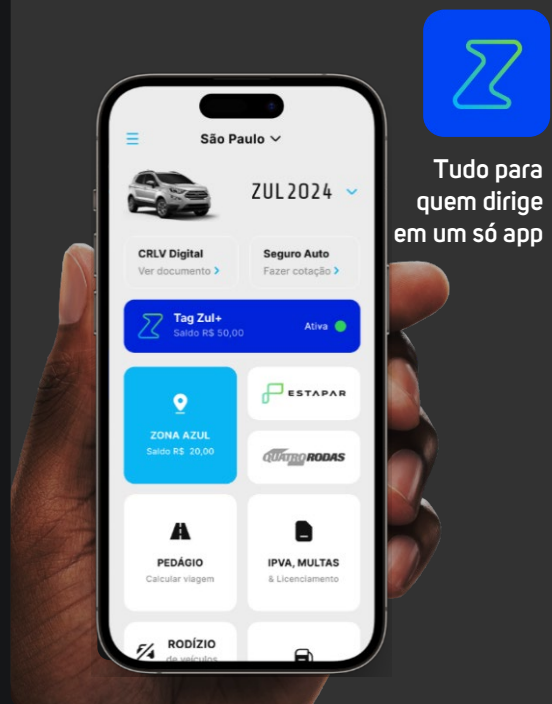 Tudo para
quem dirige
em um só app
São Paulo
ZUL2024
CRLV Digital
Ver documento >
Seguro Auto
Fazer cotação >
Tag Zul+
Saldo R$ 50,00
Ativa
ZONA AZUL
Saldo R$ 20,00
ESTAPAR
QUATRO RODAS
PEDÁGIO
Calcular viagem
IPVA, MULTAS
& Licenciamento
RODÍZIO
de veículos